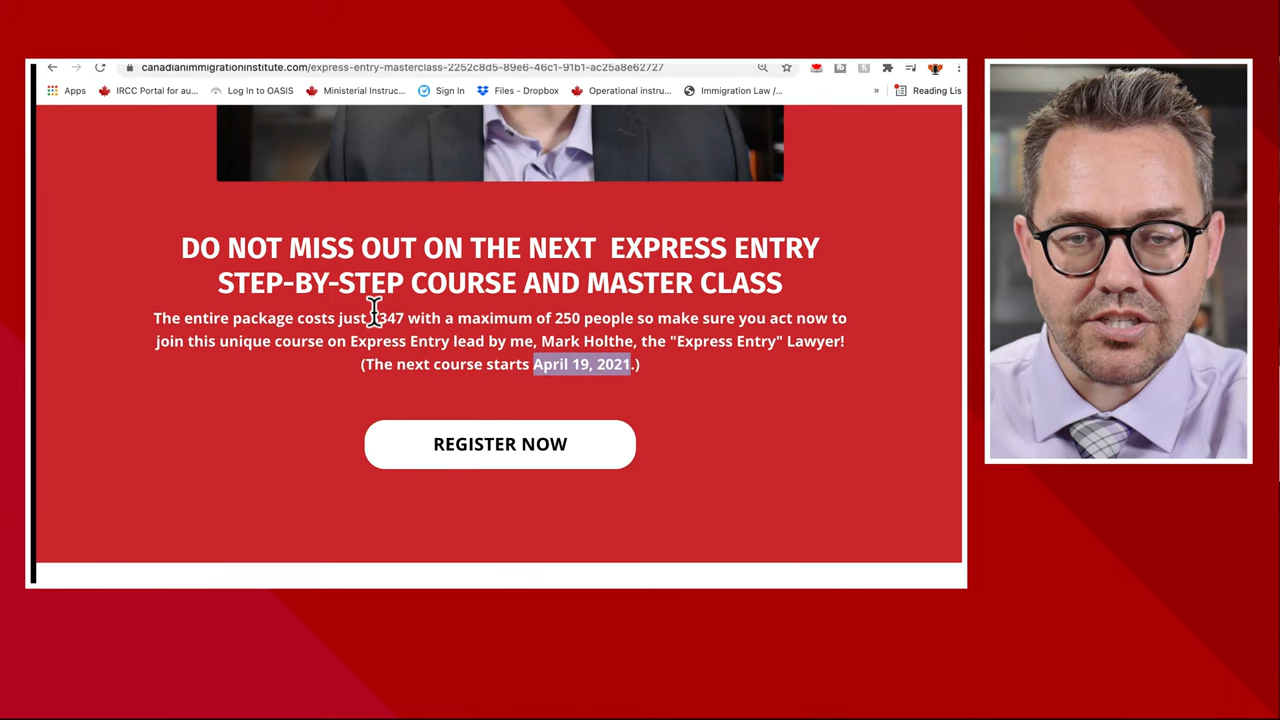 canadianimmigrationinstitute.com/express-entry-masterclass-2252c8d5-89e6-46c1-91b1-ac25a8e62727
Apps IRCC Portal for au... Log In to OASIS Ministerial Instruc... Sign In Files - Dropbox Operational instru... Immigration Law /... » Reading Lis
DO NOT MISS OUT ON THE NEXT EXPRESS ENTRY
STEP-BY-STEP COURSE AND MASTER CLASS
The entire package costs just 347 with a maximum of 250 people so make sure you act now to
join this unique course on Express Entry lead by me, Mark Holthe, the "Express Entry" Lawyer!
(The next course starts April 19, 2021.)
REGISTER NOW